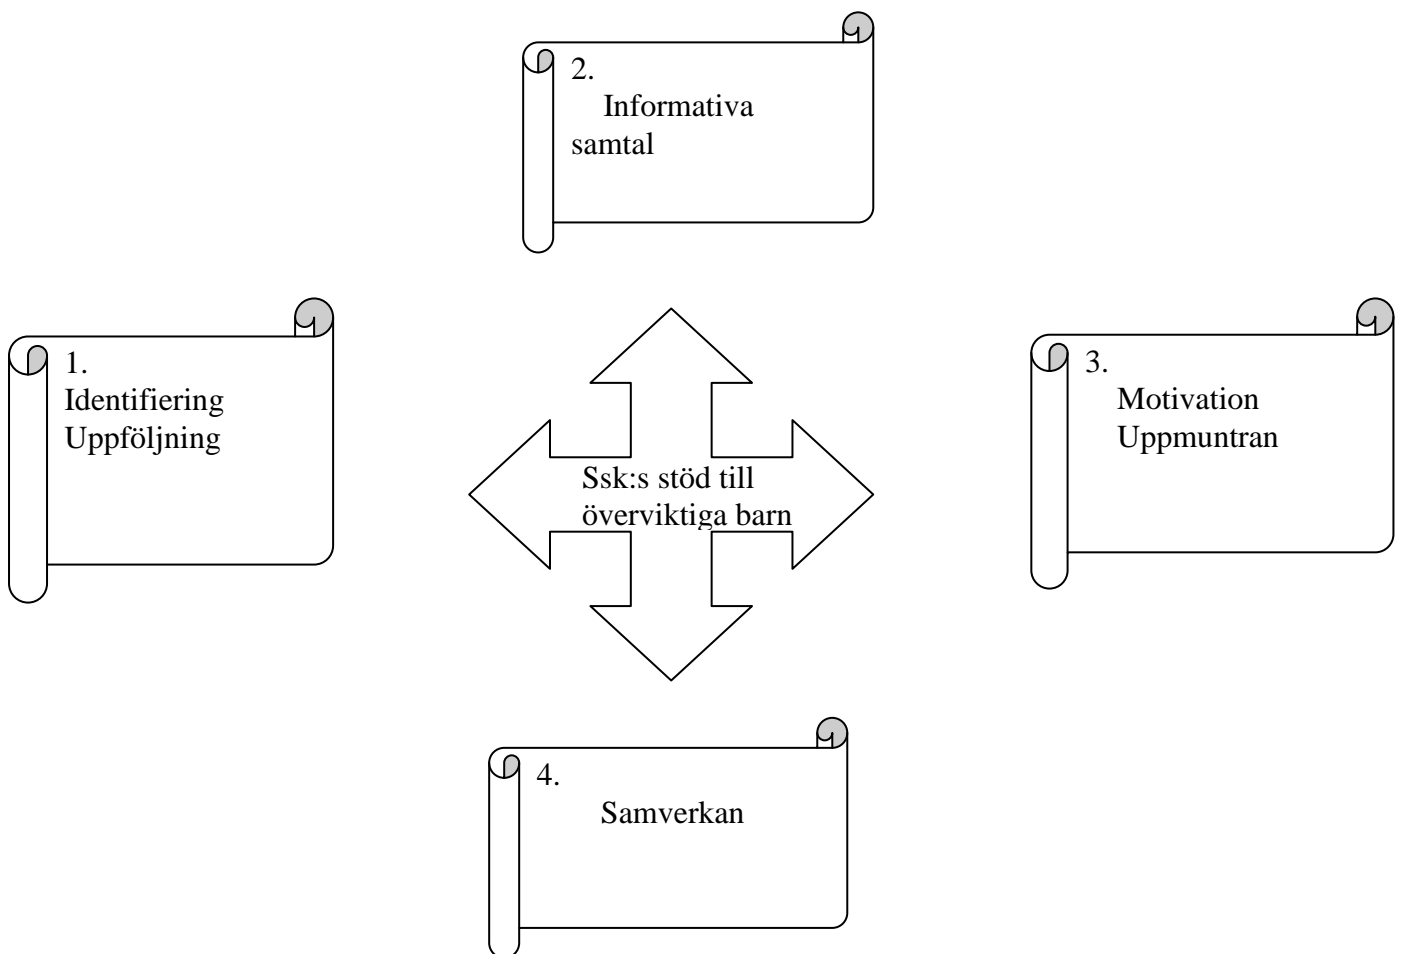 2.
Informativa
samtal
1.
Identifiering
Uppföljning
3.
Motivation
Uppmuntran
Ssk:s stöd till
överviktiga barn
4.
Samverkan